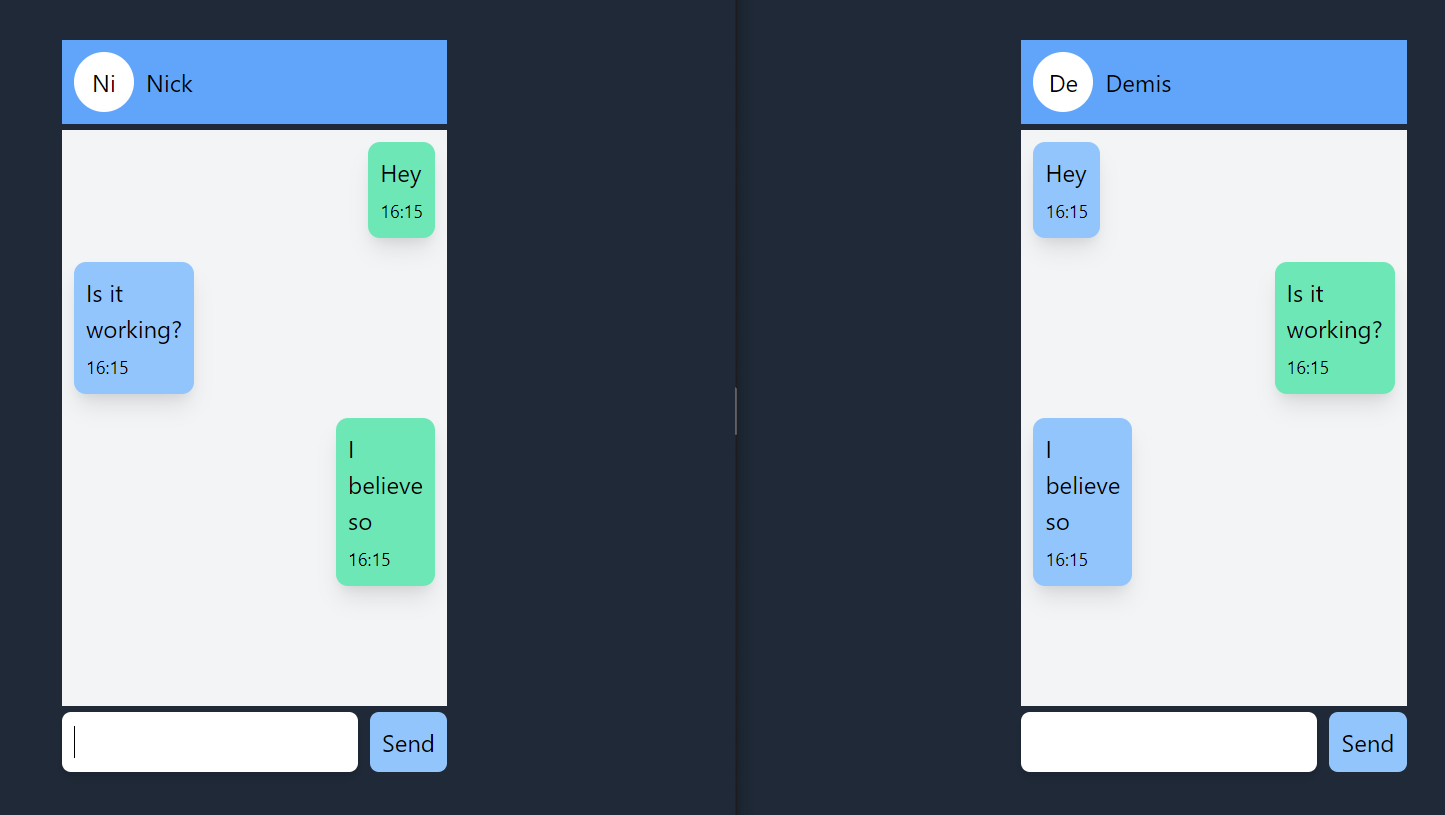 Ni
Nick
Hey
16:15
Is it
working?
16:15
I
believe
so
16:15
Send
De
Demis
Hey
16:15
Is it
working?
16:15
I
believe
so
16:15
Send